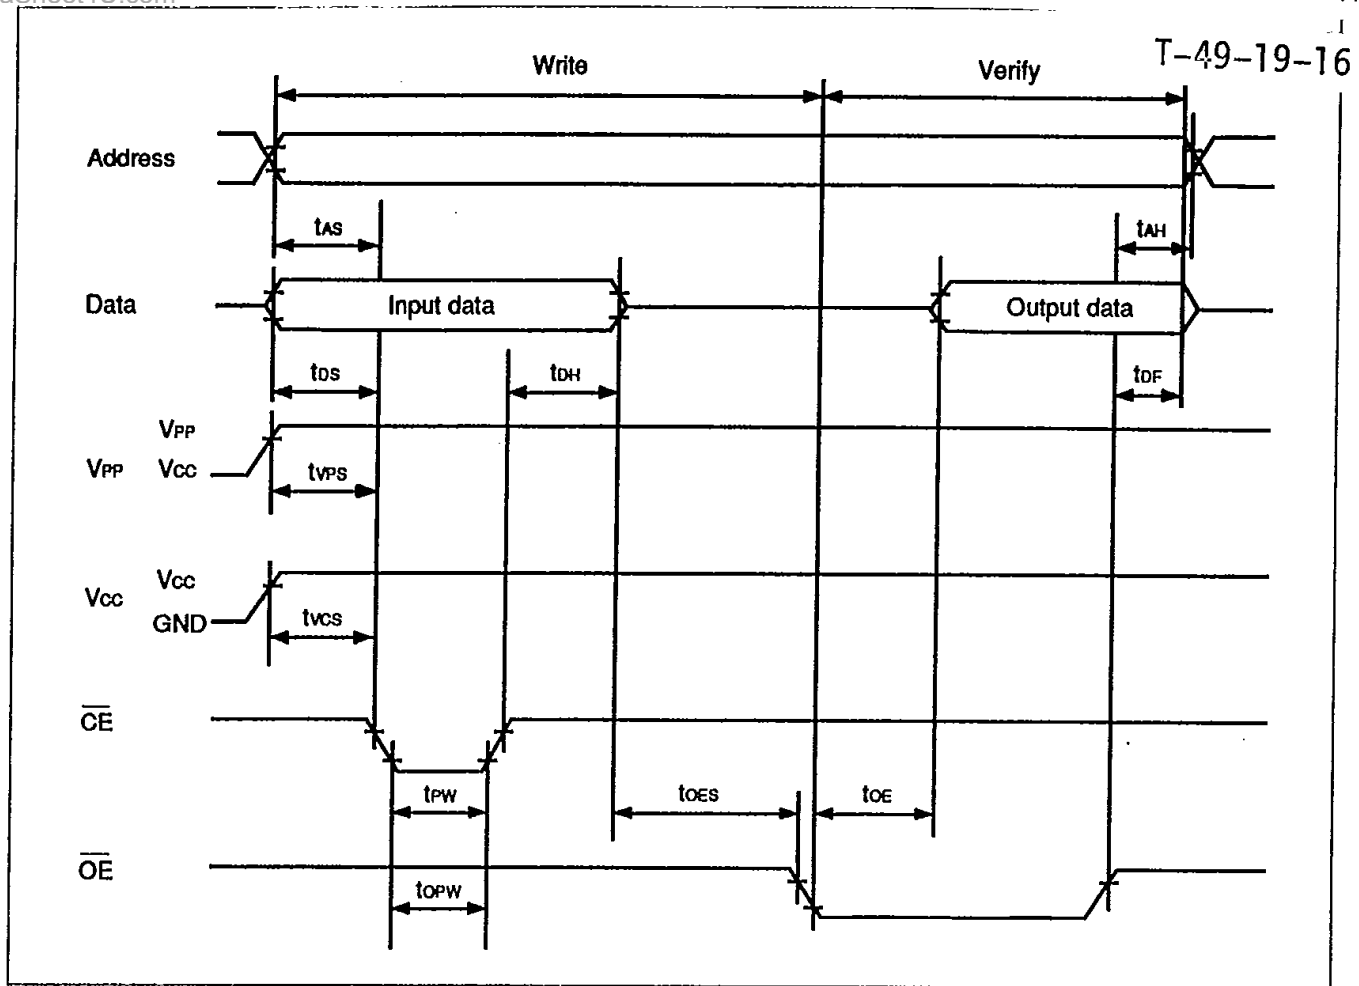 T-49-19-16
Write
Verify
Address
tAS
tAH
Data
Input data
Output data
tDS
tDH
tDF
VPP
VPP VCC
tVPS
VCC
VCC
GND
tVCS
CE
tPW
tOES
tOE
OE
tOPW